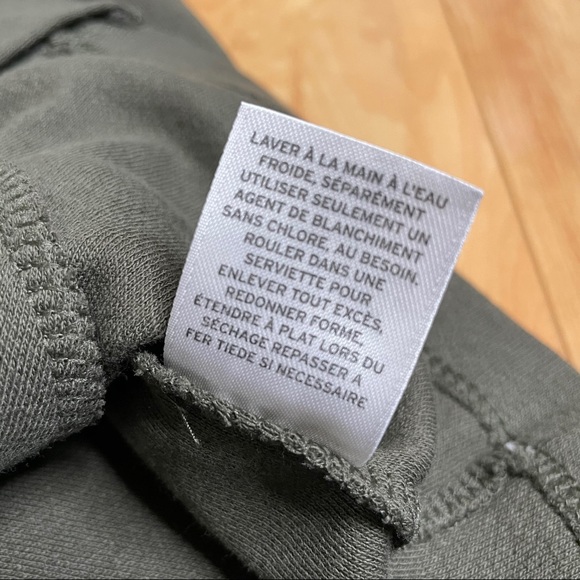 LAVER À LA MAIN À L'EAU
FROIDE, SÉPARÉMENT
UTILISER SEULEMENT UN
AGENT DE BLANCHIMENT
SANS CHLORE, AU BESOIN.
ROULER DANS UNE
SERVIETTE POUR
ENLEVER TOUT EXCÈS,
REDONNER FORME,
ÉTENDRE À PLAT LORS DU
SÉCHAGE REPASSER À
FER TIEDE SI NECESSAIRE